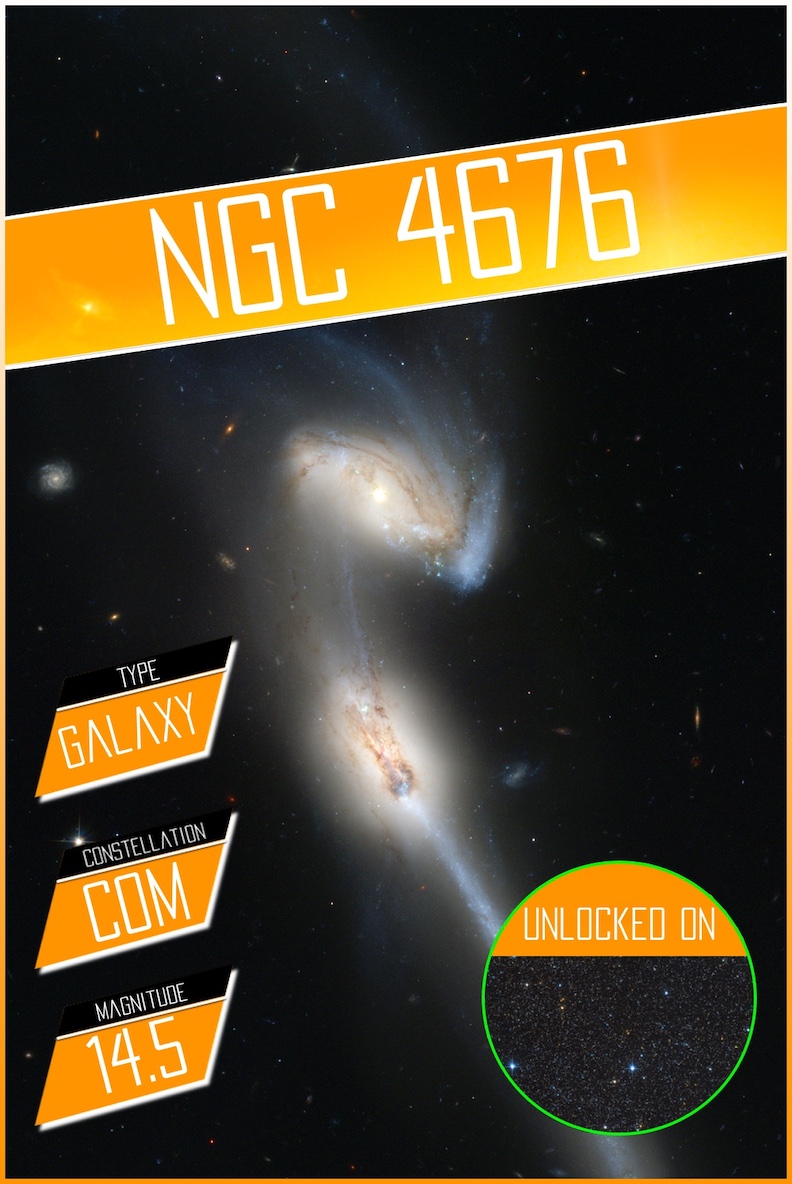 NGC 4676
TYPE
GALAXY
CONSTELLATION
COM
MAGNITUDE
14.5
UNLOCKED ON